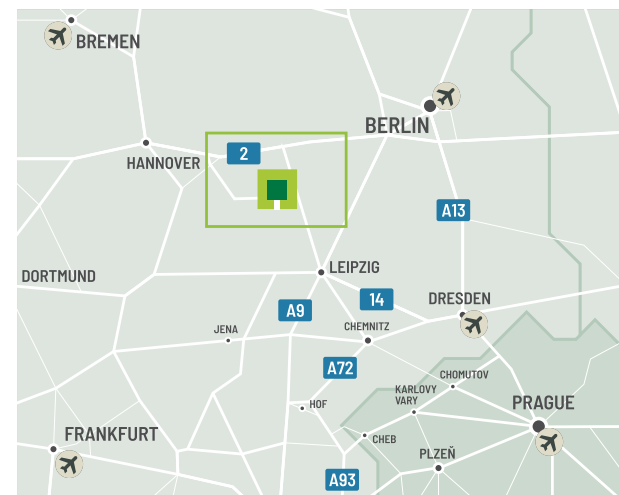 BREMEN
BERLIN
2
HANNOVER
A13
DORTMUND
LEIPZIG
14
DRESDEN
A9
JENA
CHEMNITZ
A72
CHOMUTOV
KARLOVY
VARY
HOF
PRAGUE
FRANKFURT
CHEB
PLZEŇ
A93